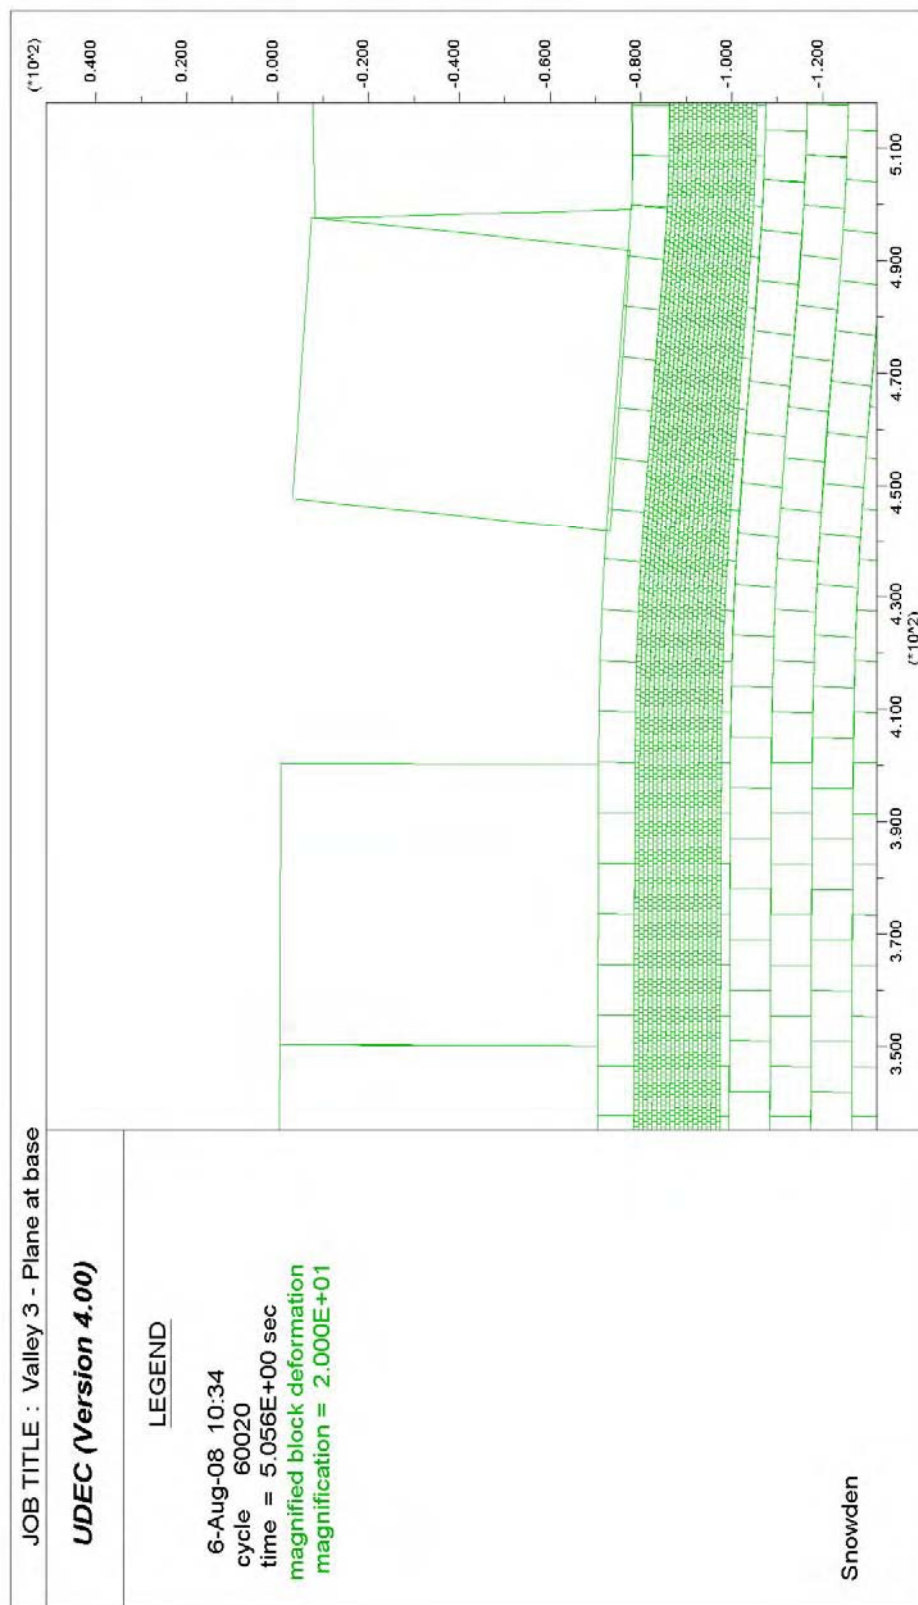 JOB TITLE : Valley 3 - Plane at base
UDEC (Version 4.00)
LEGEND
6-Aug-08 10:34
cycle 60020
time = 5.056E+00 sec
magnified block deformation
magnification = 2.000E+01
Snowden
(*10^2)
0.400
0.200
0.000
-0.200
-0.400
-0.600
-0.800
-1.000
-1.200
3.500
3.700
3.900
4.100
4.300
4.500
4.700
4.900
5.100
(*10^2)